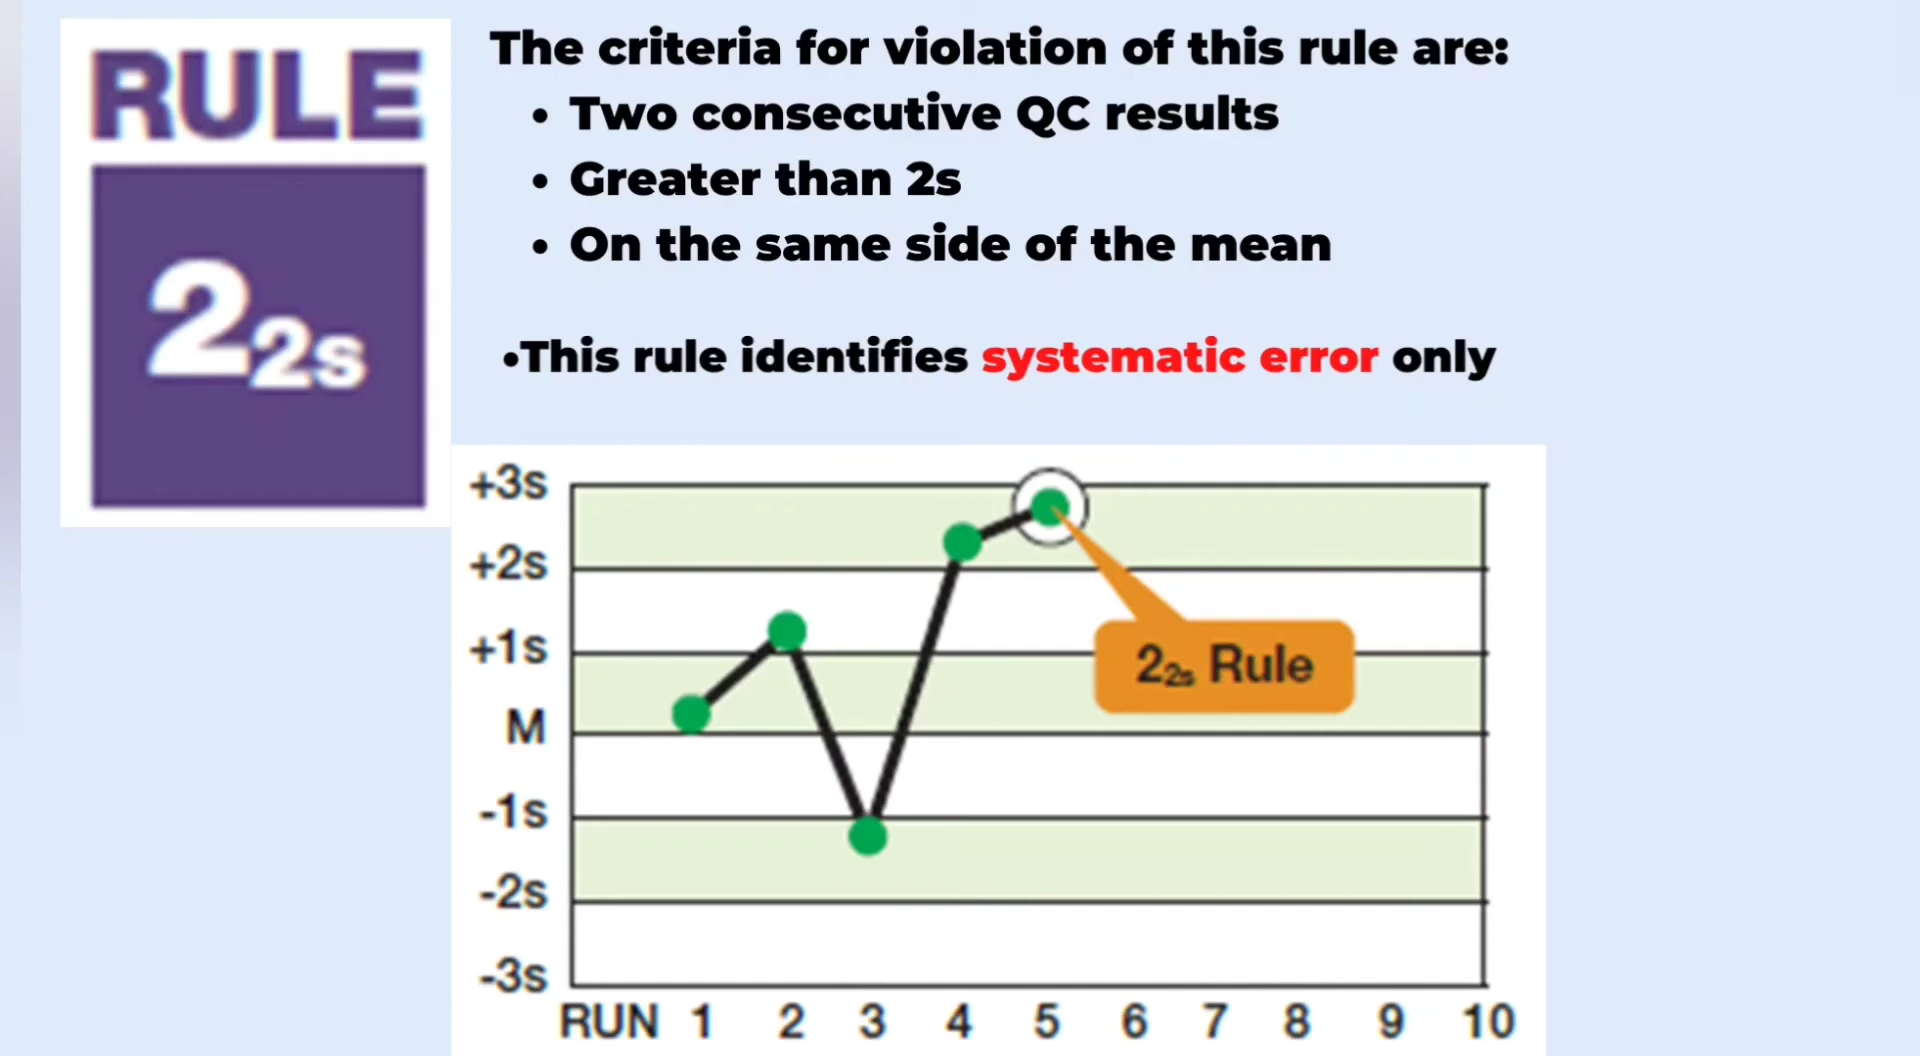 RULE
22s
The criteria for violation of this rule are:
• Two consecutive QC results
• Greater than 2s
• On the same side of the mean
•This rule identifies systematic error only
+3s
+2s
+1s
M
-1s
-2s
-3s
22s Rule
RUN 1 2 3 4 5 6 7 8 9 10